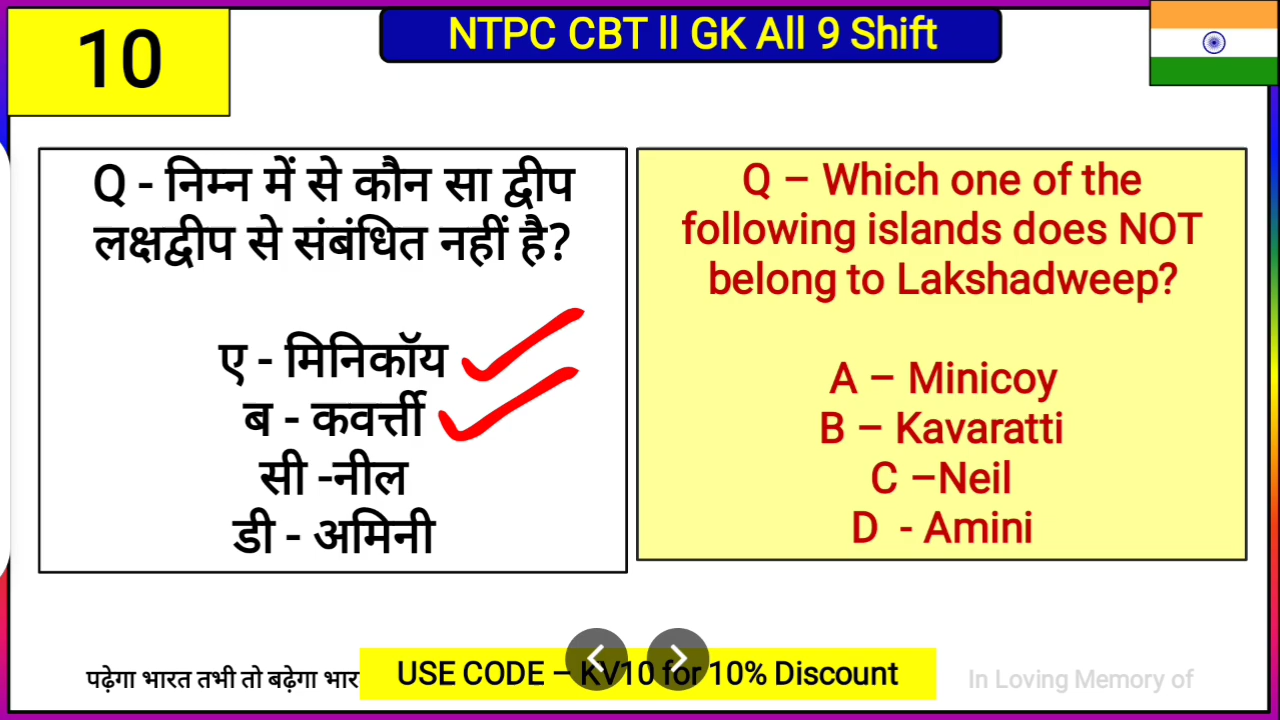 10
NTPC CBT ll GK All 9 Shift
Q - निम्न में से कौन सा द्वीप
लक्षद्वीप से संबंधित नहीं है?
ए - मिनिकॉय
ब - कवर्त्ती
सी -नील
डी - अमिनी
Q – Which one of the
following islands does NOT
belong to Lakshadweep?
A – Minicoy
B – Kavaratti
C –Neil
D - Amini
पढ़ेगा भारत तभी तो बढ़ेगा भार
USE CODE – KV10 for 10% Discount
In Loving Memory of